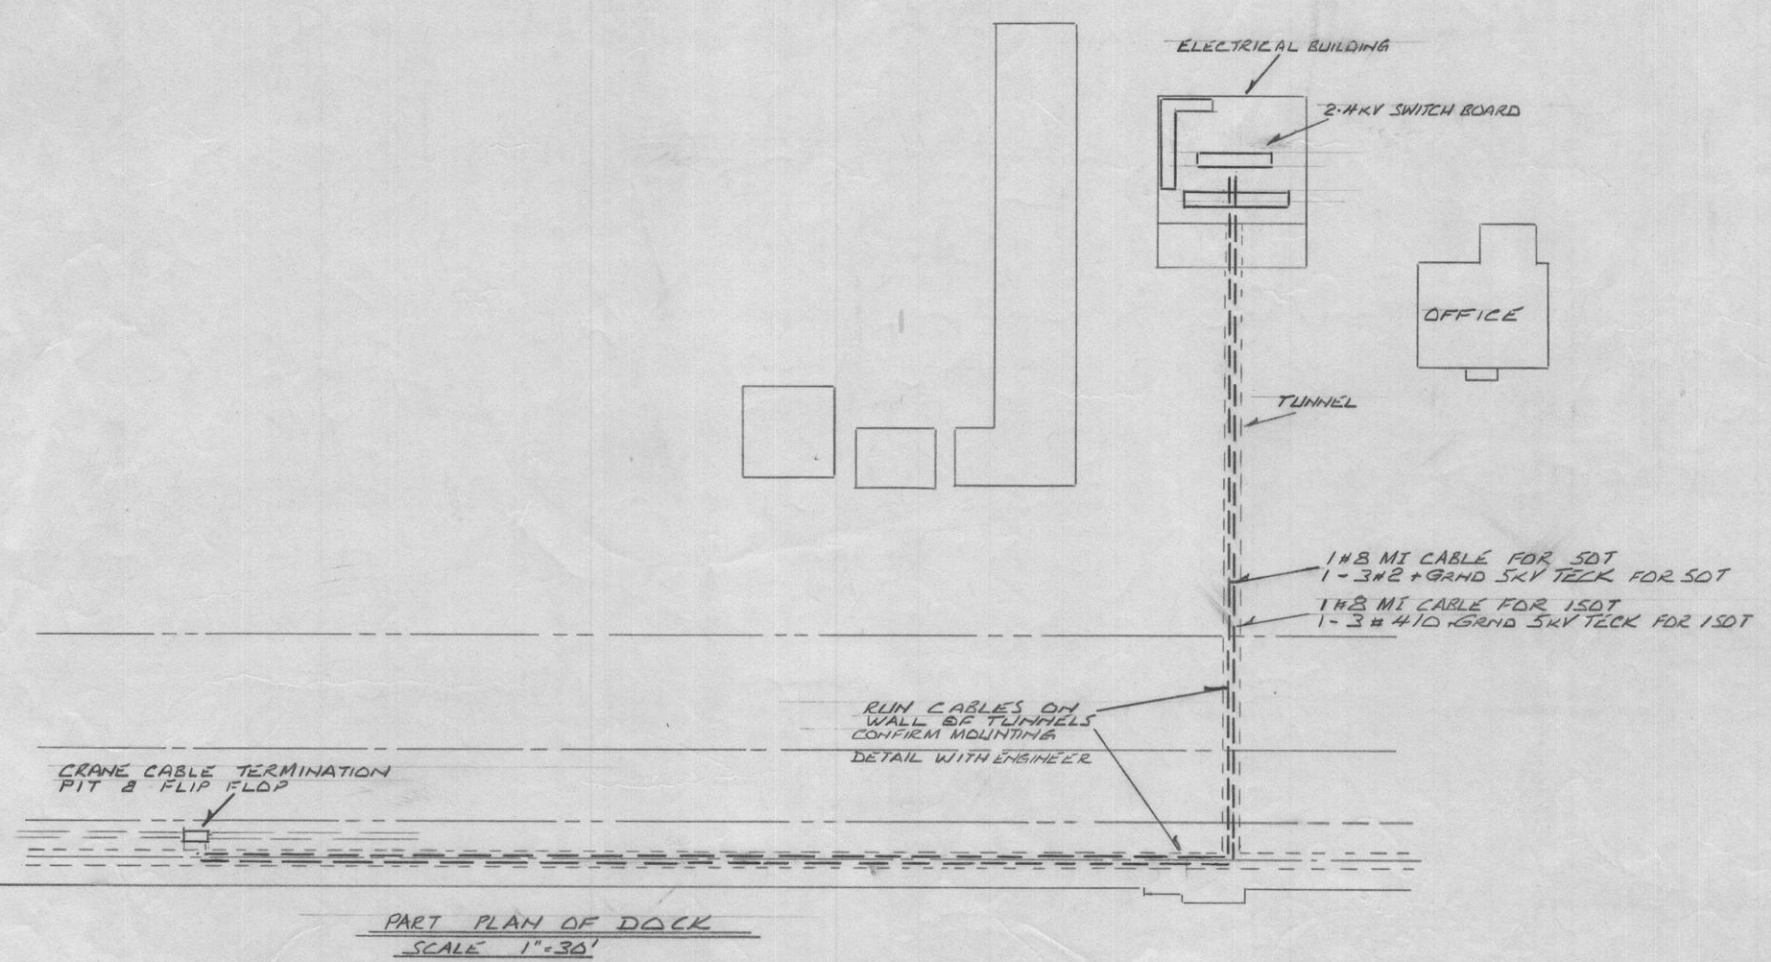 ELECTRICAL BUILDING
2.4KV SWITCH BOARD
OFFICE
TUNNEL
1#8 MI CABLE FOR 50T
1-3#2+GRND 5KV TECK FOR 50T
1#8 MI CABLE FOR 150T
1-3#4/0+GRND 5KV TECK FOR 150T
RUN CABLES ON
WALL OF TUNNELS
CONFIRM MOUNTING
DETAIL WITH ENGINEER
CRANE CABLE TERMINATION
PIT & FLIP FLOP
PART PLAN OF DOCK
SCALE 1"=30'